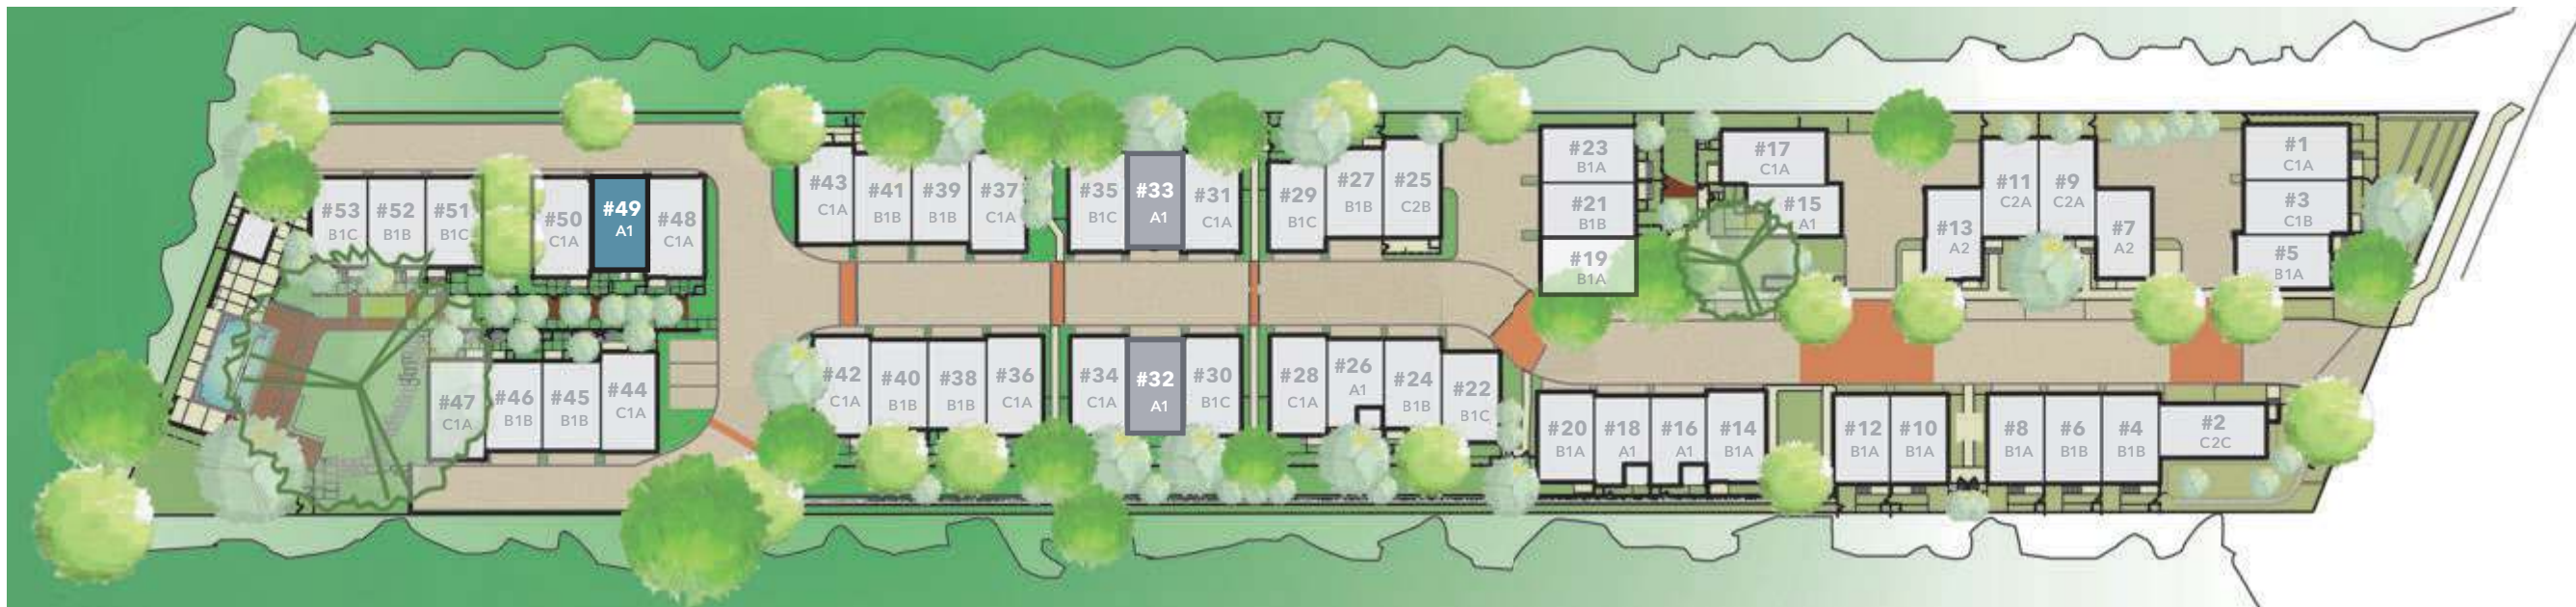 #53
B1C
#52
B1B
#51
B1C
#50
C1A
#49
A1
#48
C1A
#43
C1A
#41
B1B
#39
B1B
#37
C1A
#35
B1C
#33
A1
#31
C1A
#29
B1C
#27
B1B
#25
C2B
#23
B1A
#21
B1B
#19
B1A
#17
C1A
#15
A1
#13
A2
#11
C2A
#9
C2A
#7
A2
#1
C1A
#3
C1B
#5
B1A
#47
C1A
#46
B1B
#45
B1B
#44
C1A
#42
C1A
#40
B1B
#38
B1B
#36
C1A
#34
C1A
#32
A1
#30
B1C
#28
C1A
#26
A1
#24
B1B
#22
B1C
#20
B1A
#18
A1
#16
A1
#14
B1A
#12
B1A
#10
B1A
#8
B1A
#6
B1B
#4
B1B
#2
C2C